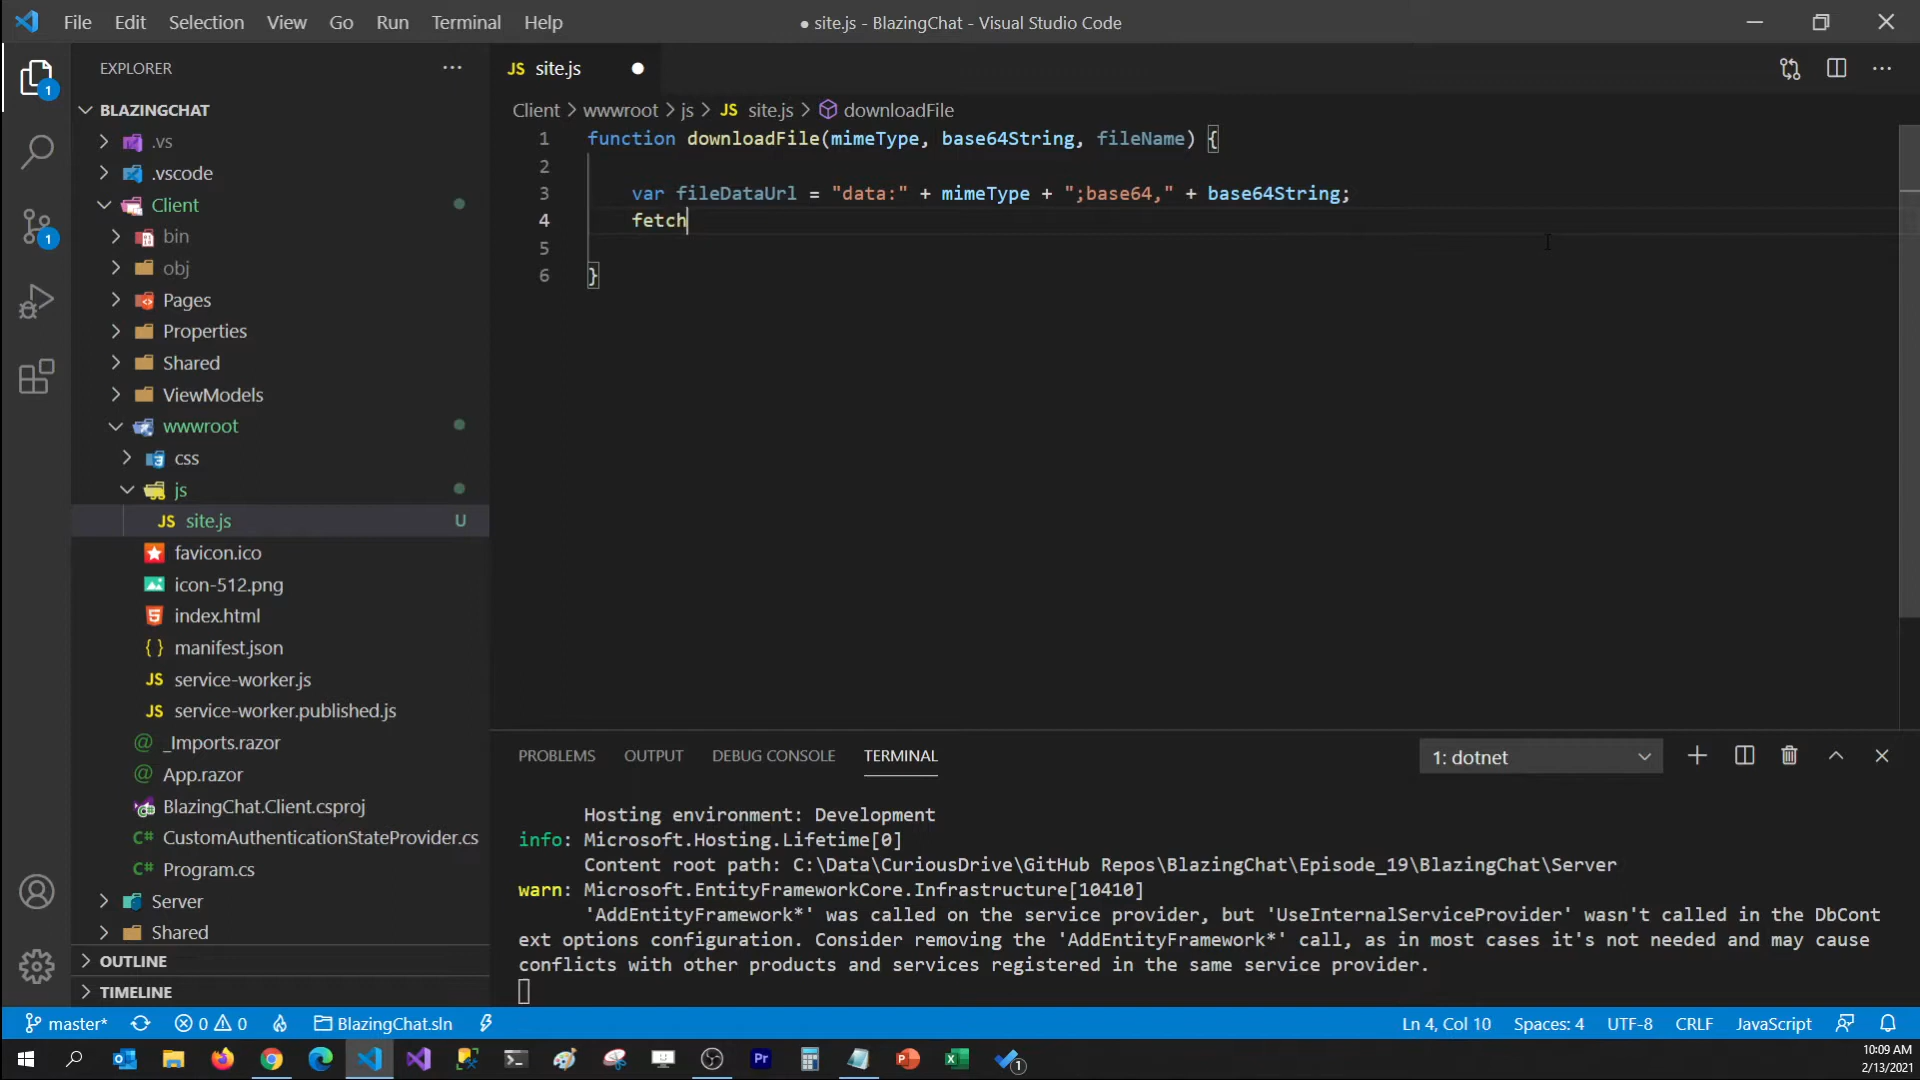 File Edit Selection View Go Run Terminal Help
● site.js - BlazingChat - Visual Studio Code
EXPLORER
BLAZINGCHAT
.vs
.vscode
Client
bin
obj
Pages
Properties
Shared
ViewModels
wwwroot
css
js
JS site.js U
favicon.ico
icon-512.png
index.html
{ } manifest.json
JS service-worker.js
JS service-worker.published.js
@ _Imports.razor
@ App.razor
BlazingChat.Client.csproj
C# CustomAuthenticationStateProvider.cs
C# Program.cs
Server
Shared
OUTLINE
TIMELINE
1
1
JS site.js ●
Client > wwwroot > js > JS site.js > downloadFile
1 function downloadFile(mimeType, base64String, fileName) {
2
3 var fileDataUrl = "data:" + mimeType + ";base64," + base64String;
4 fetch
5
6 }
PROBLEMS OUTPUT DEBUG CONSOLE TERMINAL
1: dotnet
Hosting environment: Development
info: Microsoft.Hosting.Lifetime[0]
Content root path: C:\Data\CuriousDrive\GitHub Repos\BlazingChat\Episode_19\BlazingChat\Server
warn: Microsoft.EntityFrameworkCore.Infrastructure[10410]
'AddEntityFramework*' was called on the service provider, but 'UseInternalServiceProvider' wasn't called in the DbCont
ext options configuration. Consider removing the 'AddEntityFramework*' call, as in most cases it's not needed and may cause
conflicts with other products and services registered in the same service provider.
master* 0 0 BlazingChat.sln
Ln 4, Col 10 Spaces: 4 UTF-8 CRLF JavaScript
Pr
1
10:09 AM
2/13/2021